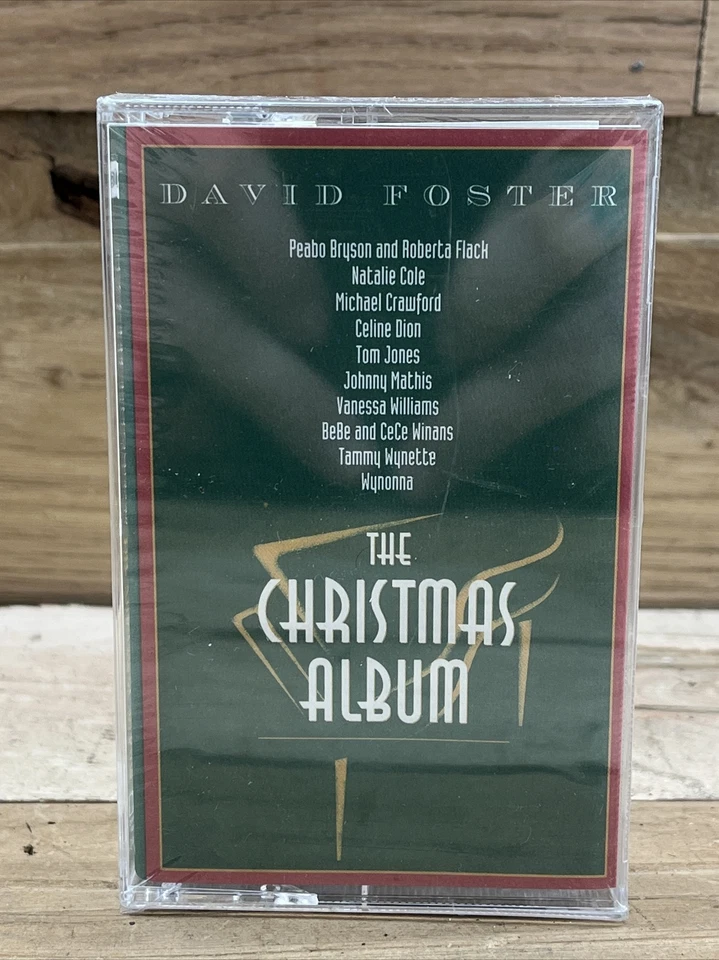 DAVID FOSTER
Peabo Bryson and Roberta Flack
Natalie Cole
Michael Crawford
Celine Dion
Tom Jones
Johnny Mathis
Vanessa Williams
BeBe and CeCe Winans
Tammy Wynette
Wynonna
THE
CHRISTMAS
ALBUM